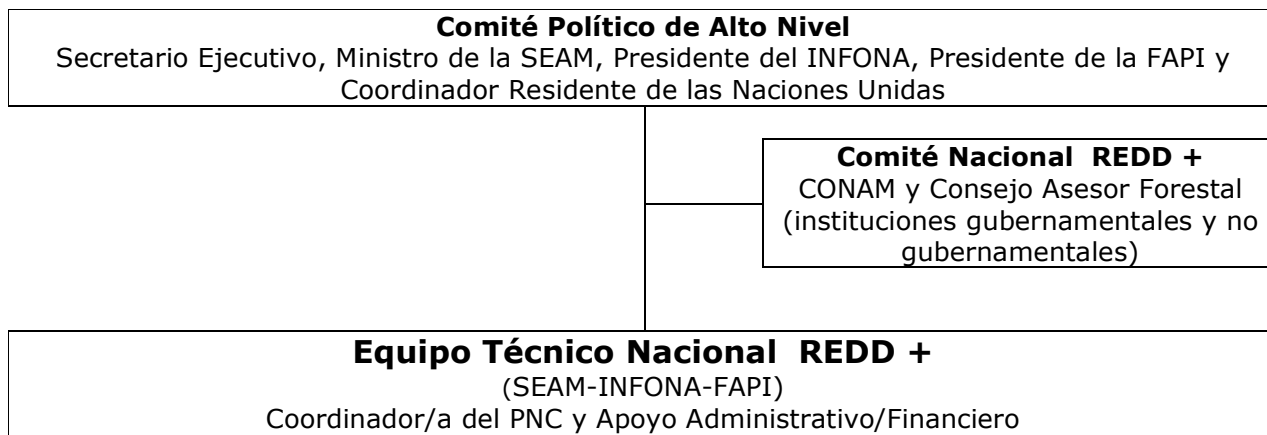 Comité Político de Alto Nivel
Secretario Ejecutivo, Ministro de la SEAM, Presidente del INFONA, Presidente de la FAPI y
Coordinador Residente de las Naciones Unidas
Comité Nacional  REDD +
CONAM y Consejo Asesor Forestal
(instituciones gubernamentales y no
gubernamentales)
Equipo Técnico Nacional  REDD +
(SEAM-INFONA-FAPI)
Coordinador/a del PNC y Apoyo Administrativo/Financiero